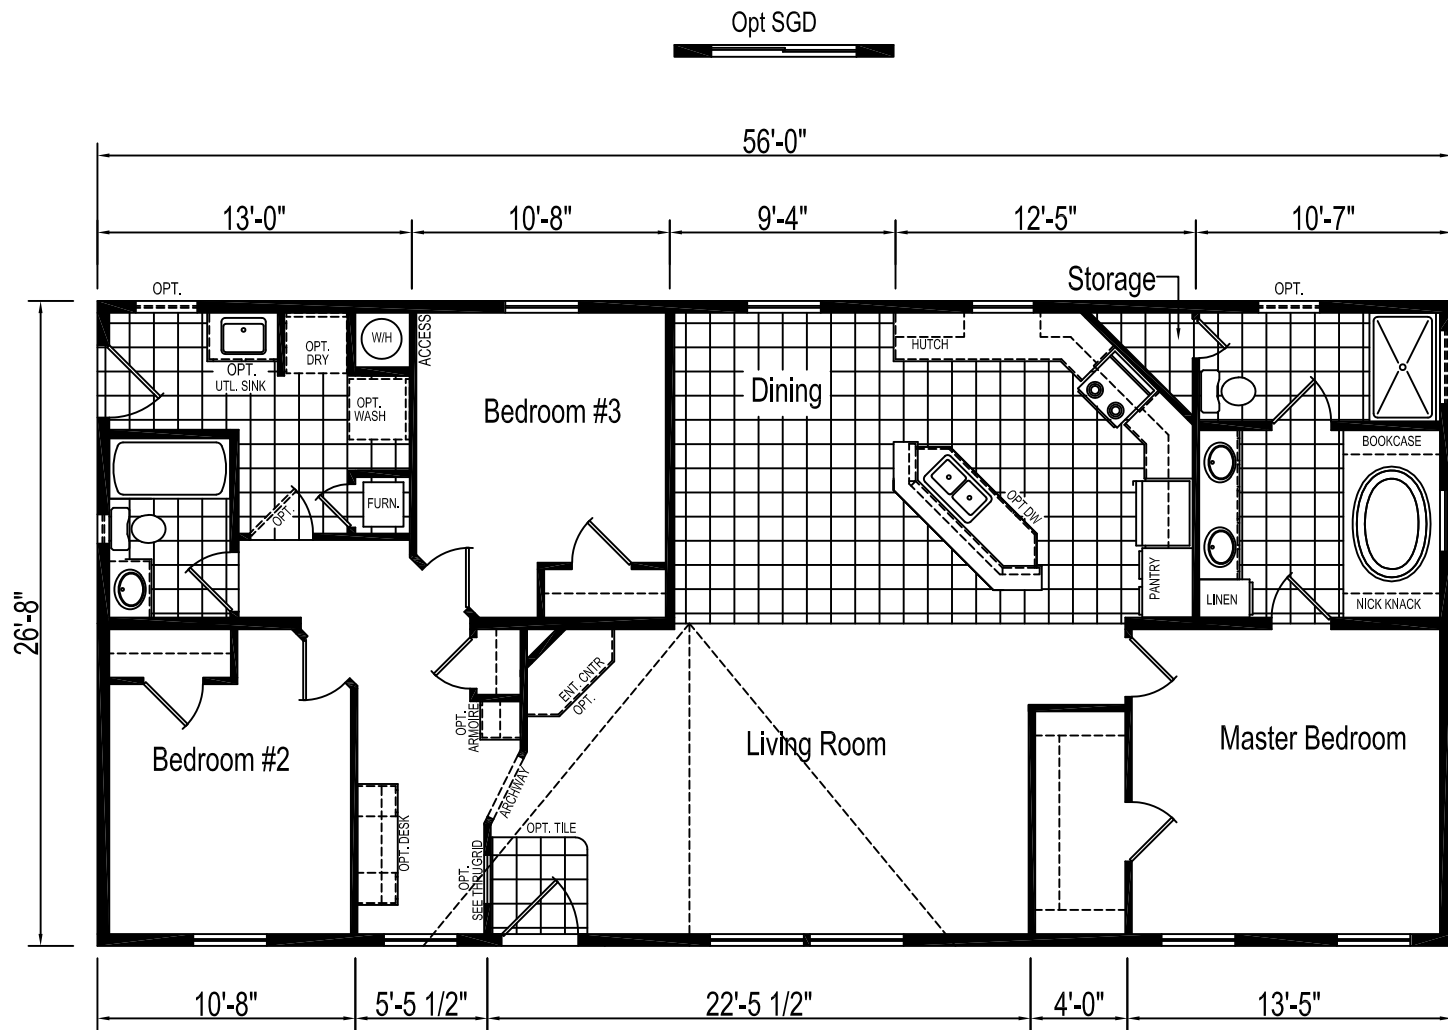 Opt SGD
56'-0"
13'-0"
10'-8"
9'-4"
12'-5"
10'-7"
Storage
OPT.
OPT.
26'-8"
OPT.
UTL. SINK
OPT.
DRY
W/H
ACCESS
OPT.
WASH
FURN.
OPT.
Bedroom #3
Dining
HUTCH
OPT DW
PANTRY
LINEN
BOOKCASE
NICK KNACK
Bedroom #2
OPT. DESK
OPT.
ARMOIRE
ENT. CNTR
OPT.
ARCHWAY
OPT.
SEE THRU GRID
OPT. TILE
Living Room
Master Bedroom
10'-8"
5'-5 1/2"
22'-5 1/2"
4'-0"
13'-5"